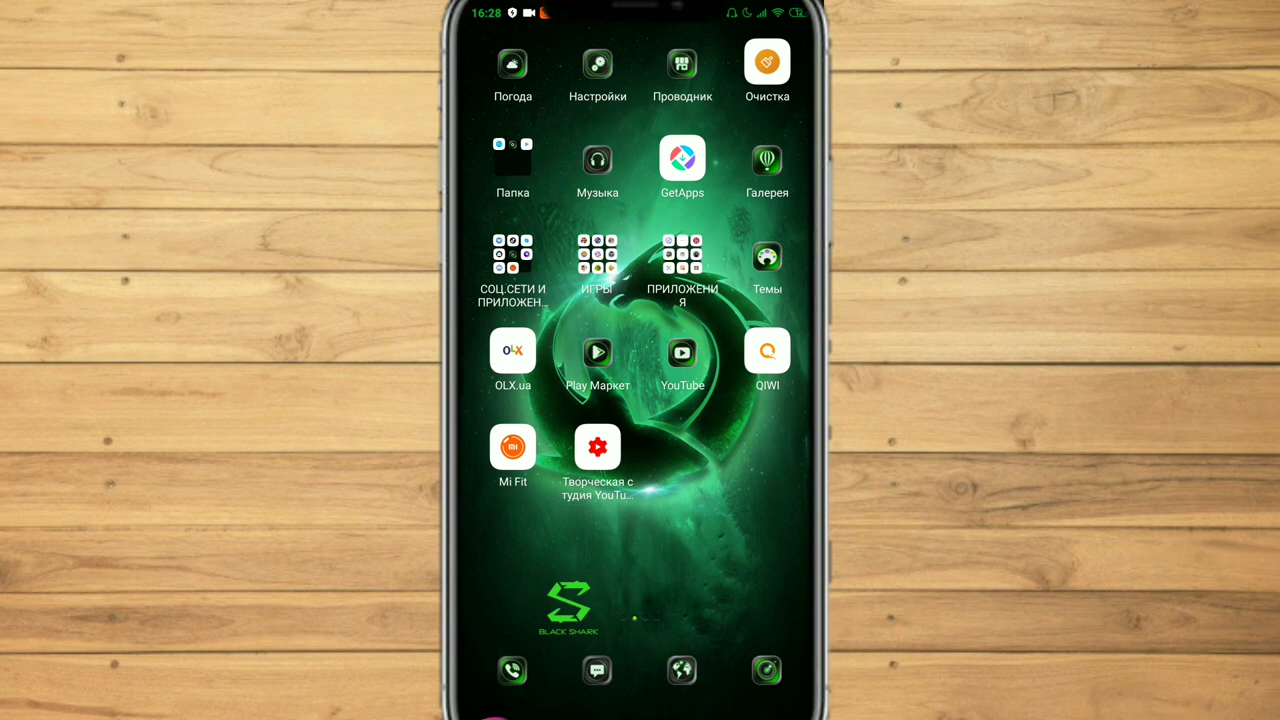 16:28
12
Погода
Настройки
Проводник
Очистка
Папка
Музыка
GetApps
Галерея
СОЦ.СЕТИ И
ПРИЛОЖЕН...
ИГРЫ
ПРИЛОЖЕНИ
Я
Темы
OLX
OLX.ua
Play Маркет
YouTube
QIWI
Mi Fit
Творческая с
тудия YouTu...
BLACK SHARK